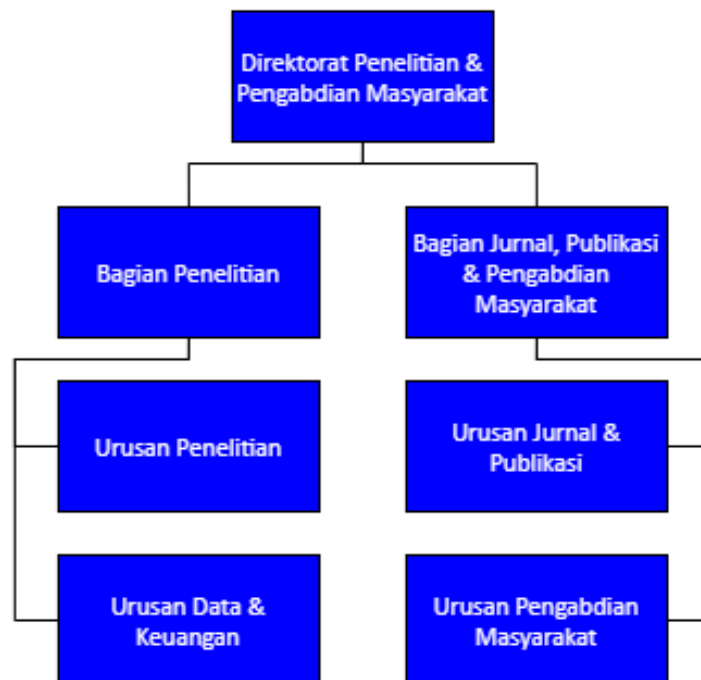 Direktorat Penelitian &
Pengabdian Masyarakat
Bagian Penelitian
Bagian Jurnal, Publikasi
& Pengabdian
Masyarakat
Urusan Penelitian
Urusan Jurnal &
Publikasi
Urusan Data &
Keuangan
Urusan Pengabdian
Masyarakat